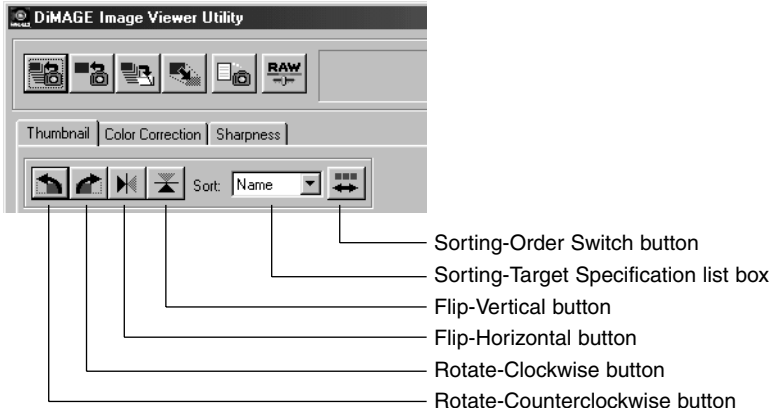 DiMAGE Image Viewer Utility
RAW
Thumbnail Color Correction Sharpness
Sort: Name
Sorting-Order Switch button
Sorting-Target Specification list box
Flip-Vertical button
Flip-Horizontal button
Rotate-Clockwise button
Rotate-Counterclockwise button